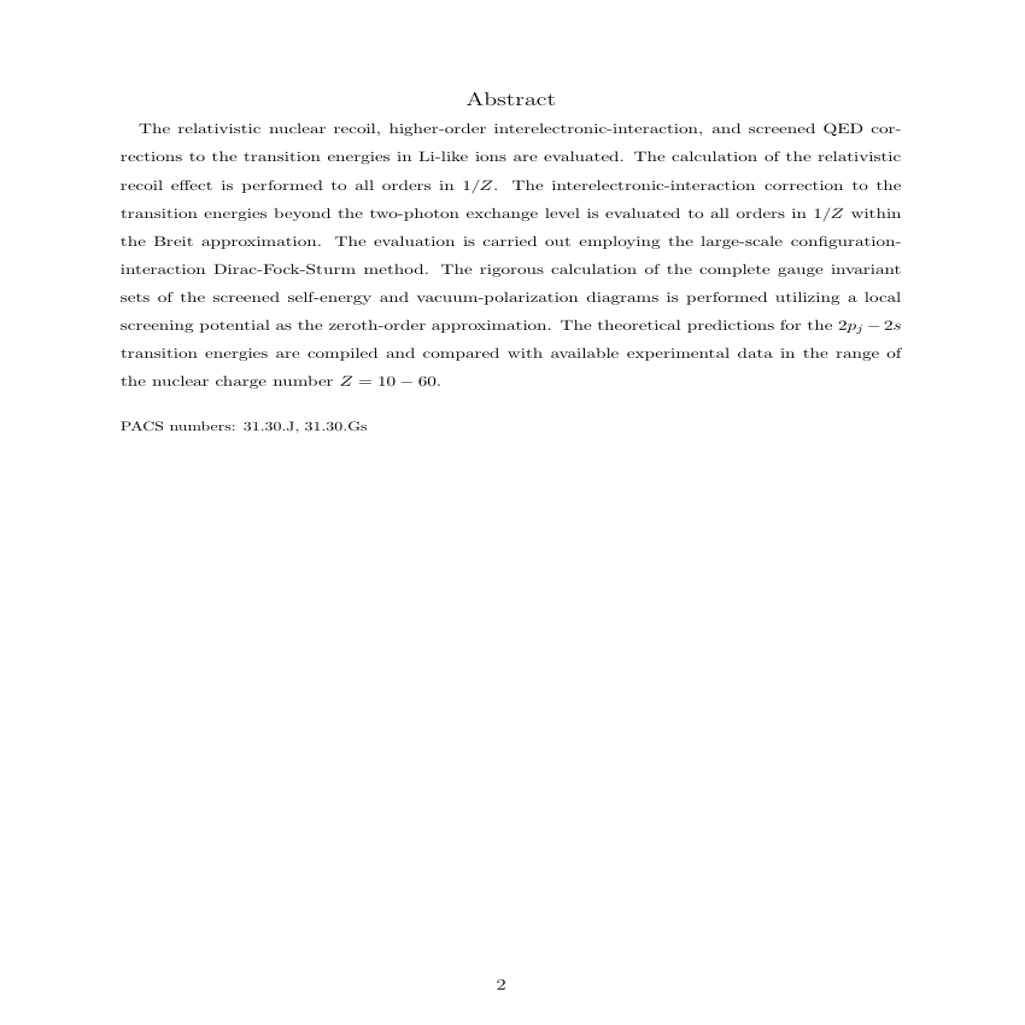 Abstract
The relativistic nuclear recoil, higher-order interelectronic-interaction, and screened QED cor-
rections to the transition energies in Li-like ions are evaluated. The calculation of the relativistic
recoil effect is performed to all orders in 1/Z. The interelectronic-interaction correction to the
transition energies beyond the two-photon exchange level is evaluated to all orders in 1/Z within
the Breit approximation. The evaluation is carried out employing the large-scale configuration-
interaction Dirac-Fock-Sturm method. The rigorous calculation of the complete gauge invariant
sets of the screened self-energy and vacuum-polarization diagrams is performed utilizing a local
screening potential as the zeroth-order approximation. The theoretical predictions for the 2pj − 2s
transition energies are compiled and compared with available experimental data in the range of
the nuclear charge number Z = 10 − 60.
PACS numbers: 31.30.J, 31.30.Gs
2